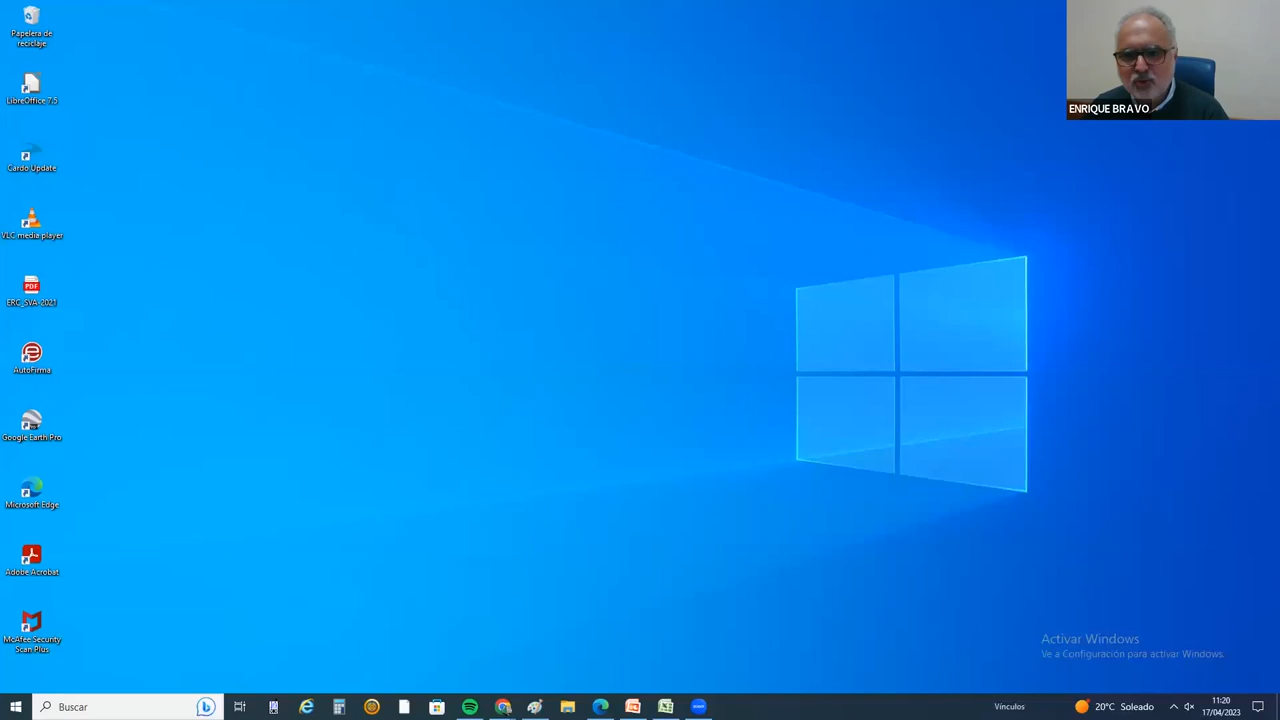 Papelera de
reciclaje
LibreOffice 7.5
Cardo Update
VLC media player
PDF
ERC_SVA-2021
AutoFirma
Google Earth Pro
Microsoft Edge
Adobe Acrobat
McAfee Security
Scan Plus
ENRIQUE BRAVO
Activar Windows
Ve a Configuración para activar Windows.
Buscar
Vínculos
20°C Soleado
11:20
17/04/2023